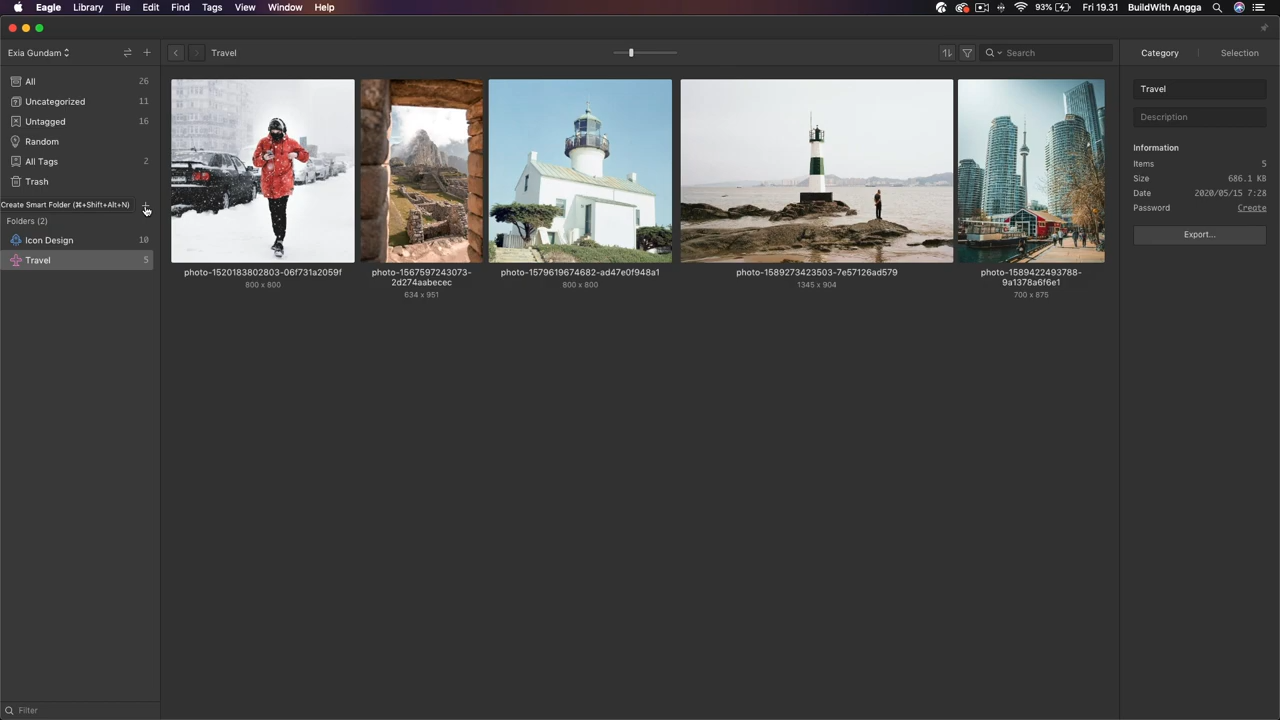 Eagle Library File Edit Find Tags View Window Help 93% Fri 19.31 BuildWith Angga
Exia Gundam
Travel
Search
Category Selection
All 26
Uncategorized 11
Untagged 16
Random
All Tags 2
Trash
Create Smart Folder (⌘+Shift+Alt+N)
Folders (2)
Icon Design 10
Travel 5
photo-1520183802803-06f731a2059f
800 x 800
photo-1567597243073-
2d274aabecec
634 x 951
photo-1579619674682-ad47e0f948a1
800 x 800
photo-1589273423503-7e57126ad579
1345 x 904
photo-1589422493788-
9a1378a6f6e1
700 x 875
Travel
Description
Information
Items 5
Size 686.1 KB
Date 2020/05/15 7:28
Password Create
Export...
Filter